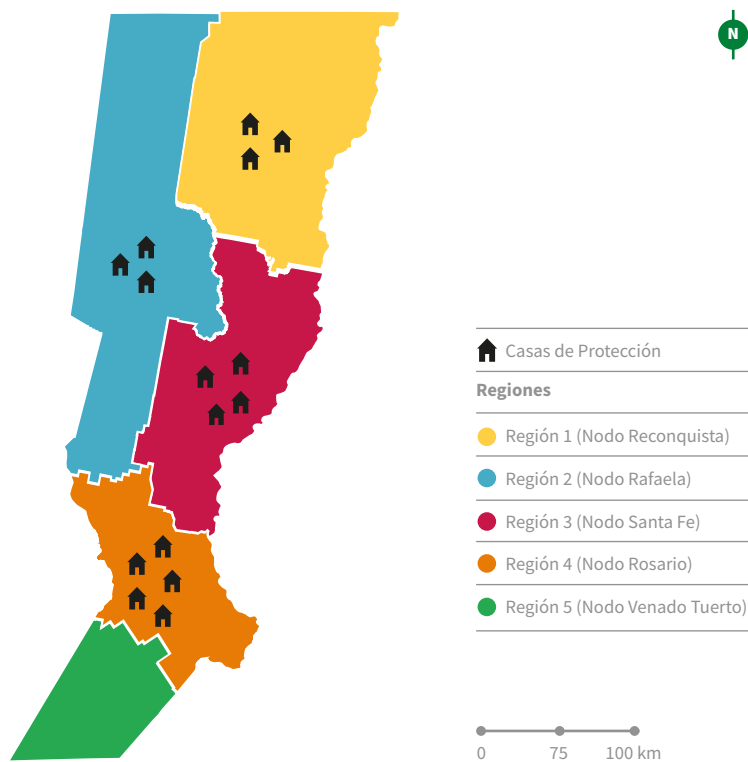 N
Casas de Protección
Regiones
Región 1 (Nodo Reconquista)
Región 2 (Nodo Rafaela)
Región 3 (Nodo Santa Fe)
Región 4 (Nodo Rosario)
Región 5 (Nodo Venado Tuerto)
0 75 100 km